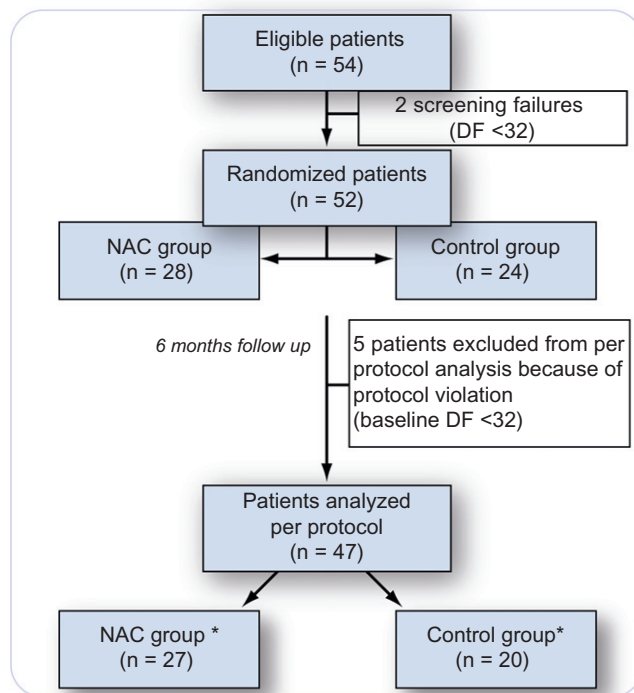 Eligible patients
(n = 54)
2 screening failures
(DF <32)
Randomized patients
(n = 52)
NAC group
(n = 28)
Control group
(n = 24)
6 months follow up
5 patients excluded from per
protocol analysis because of
protocol violation
(baseline DF <32)
Patients analyzed
per protocol
(n = 47)
NAC group *
(n = 27)
Control group*
(n = 20)